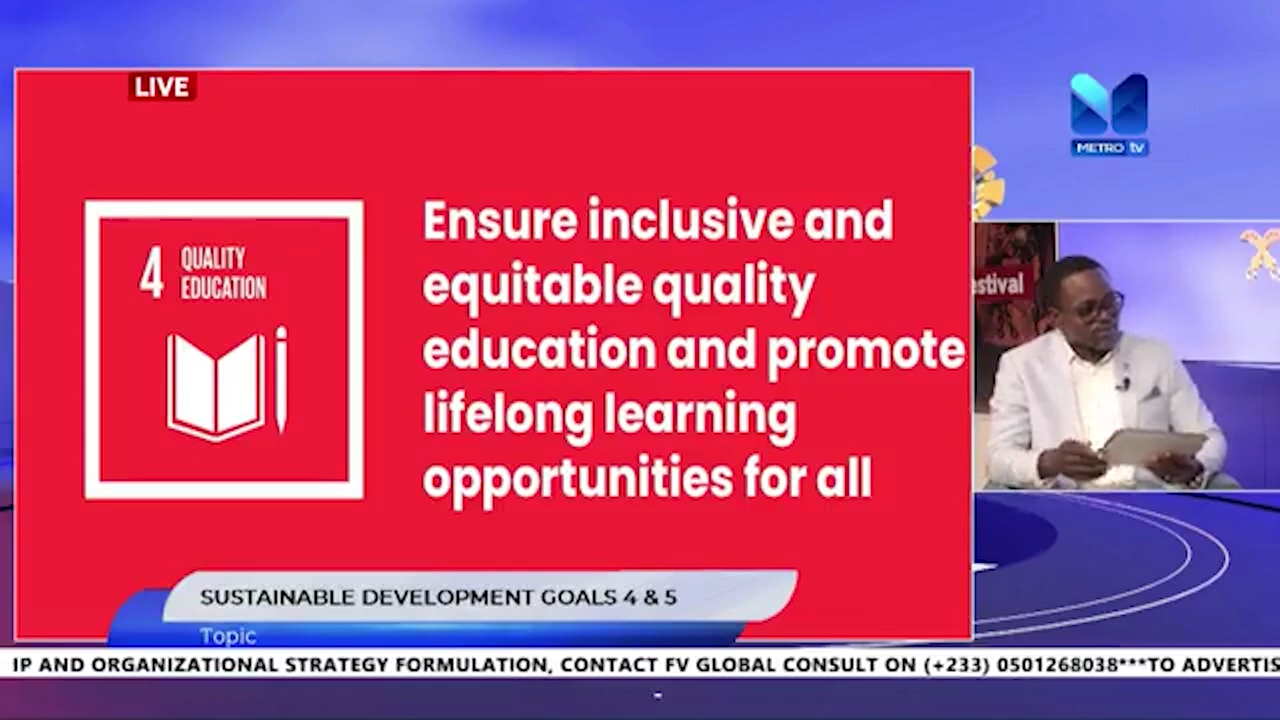 LIVE
METRO tv
4 QUALITY
EDUCATION
Ensure inclusive and
equitable quality
education and promote
lifelong learning
opportunities for all
estival
SUSTAINABLE DEVELOPMENT GOALS 4 & 5
Topic
IP AND ORGANIZATIONAL STRATEGY FORMULATION, CONTACT FV GLOBAL CONSULT ON (+233) 0501268038***TO ADVERTIS
-